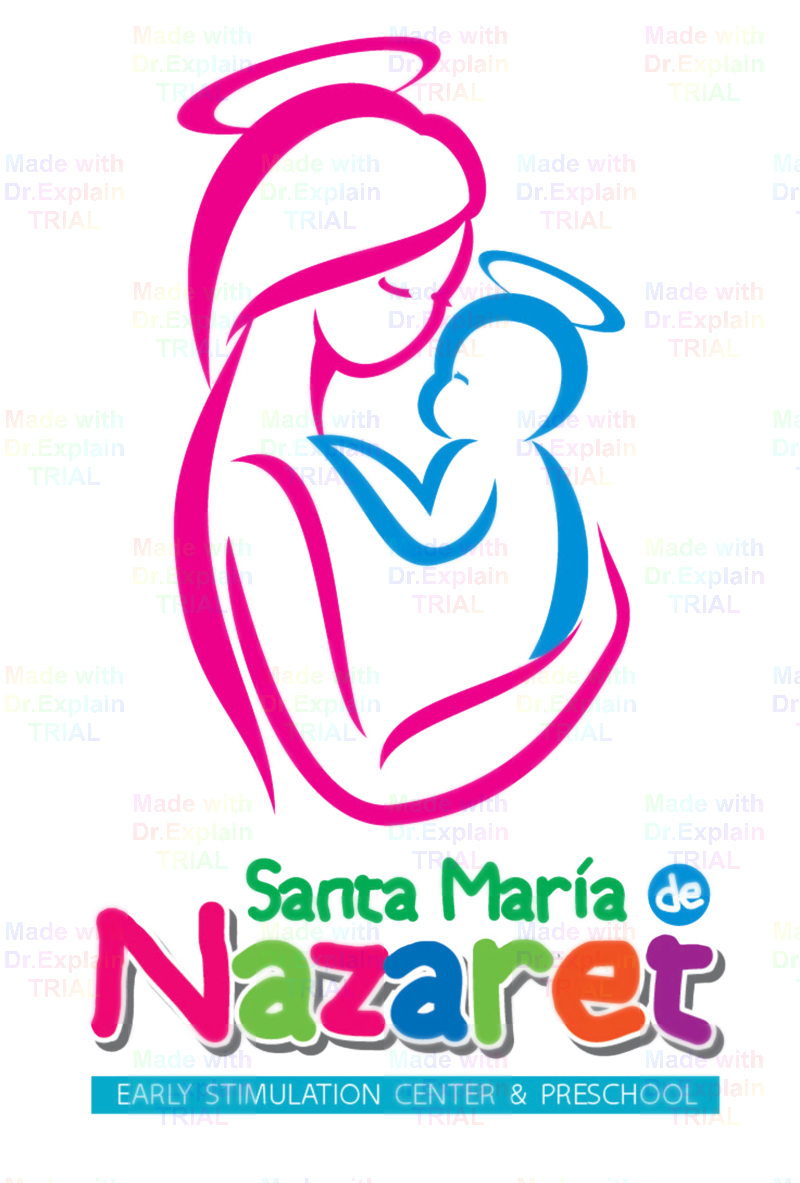 Santa María de
Nazaret
EARLY STIMULATION CENTER & PRESCHOOL
Made with
Dr.Explain
TRIAL